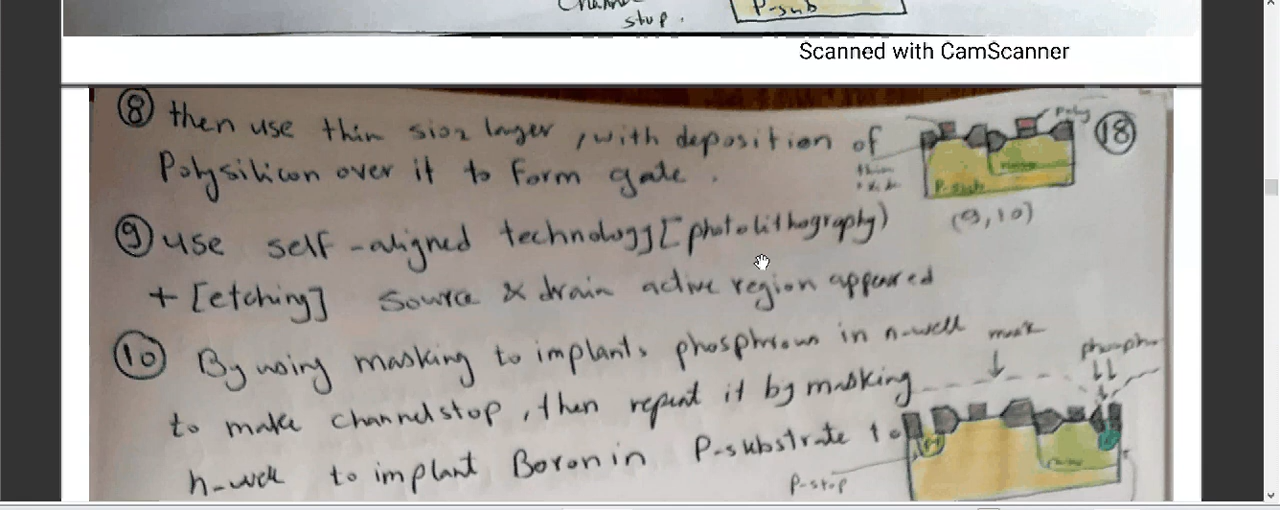 channel
stop.
P-sub
Scanned with CamScanner
⑧ then use thin sio2 layer , with deposition of
Polysilicon over it to form gate .
Poly
⑱
thin
P-sub
(9,10)
⑨ use self-aligned technology [photolithography)
+ [etching] source & drain active region appeared
⑩ By using masking to implants phosphrous in n-well
mask
phospho
to make channel stop , then repeat it by masking
n-well to implant Boron in P-substrate to
P-stop